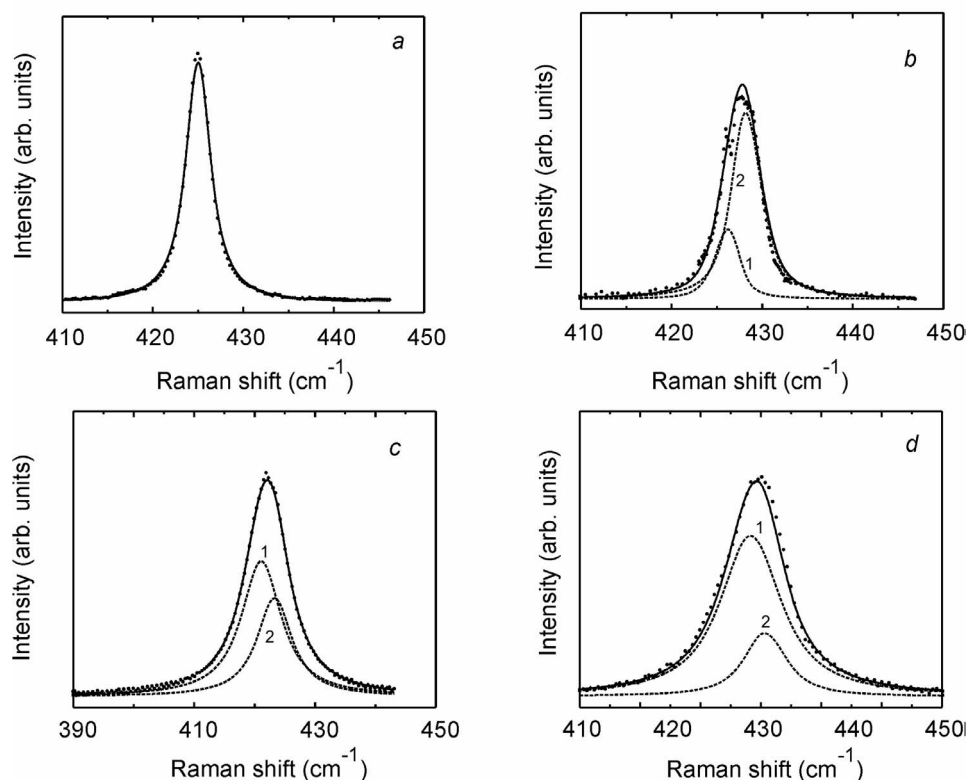 a
Intensity (arb. units)
410 420 430 440 450
Raman shift (cm⁻¹)
b
2
1
Intensity (arb. units)
410 420 430 440 450
Raman shift (cm⁻¹)
c
1
2
Intensity (arb. units)
390 410 430 450
Raman shift (cm⁻¹)
d
1
2
Intensity (arb. units)
410 420 430 440 450
Raman shift (cm⁻¹)